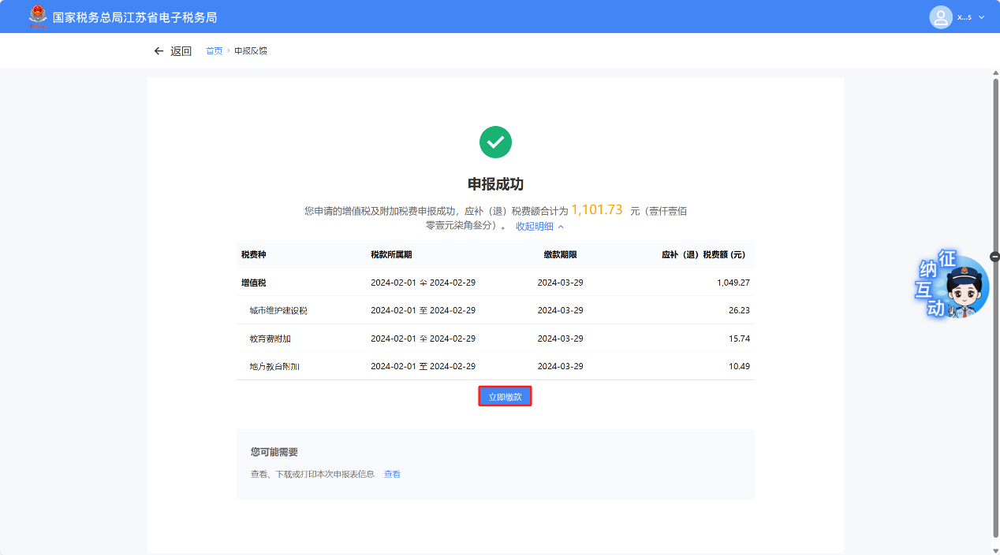 国家税务总局江苏省电子税务局
x...s
返回 首页 > 申报反馈
申报成功
您申请的增值税及附加税费申报成功，应补（退）税费额合计为 1,101.73 元（壹仟壹佰
零壹元柒角叁分）。 收起明细
税费种 税款所属期 缴款期限 应补（退）税费额 (元)
增值税 2024-02-01 至 2024-02-29 2024-03-29 1,049.27
城市维护建设税 2024-02-01 至 2024-02-29 2024-03-29 26.23
教育费附加 2024-02-01 至 2024-02-29 2024-03-29 15.74
地方教育附加 2024-02-01 至 2024-02-29 2024-03-29 10.49
立即缴款
您可能需要
查看、下载或打印本次申报表信息 查看
征
纳
互
动